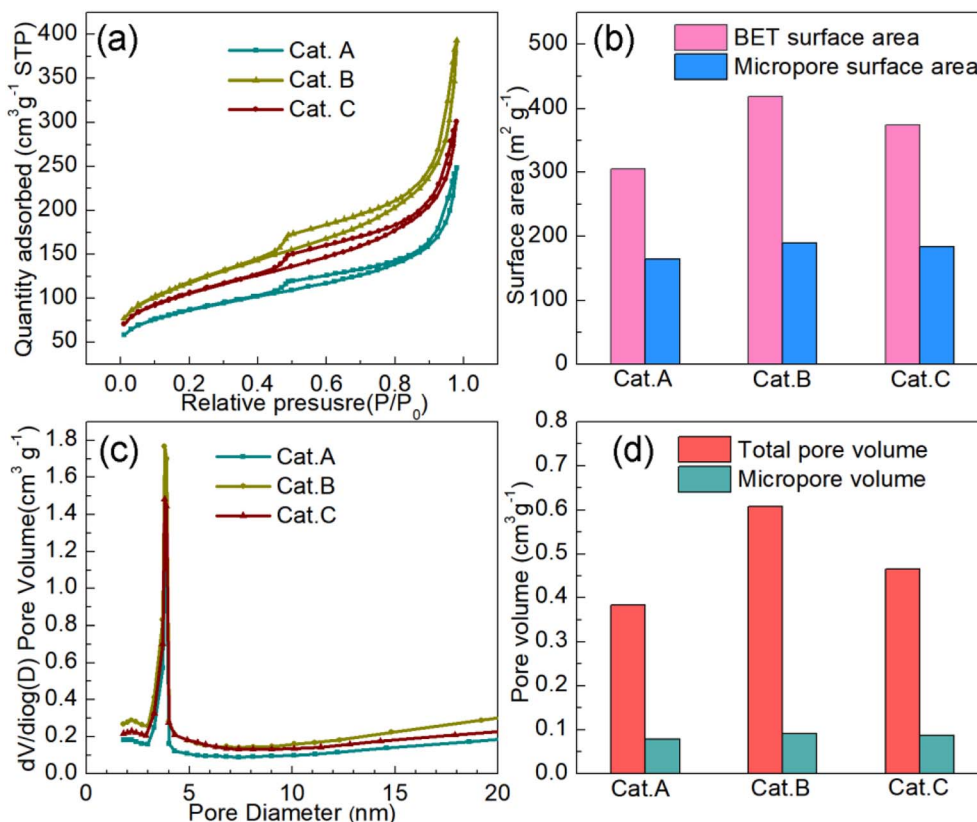 (a)
Cat. A
Cat. B
Cat. C
Quantity adsorbed (cm³g⁻¹ STP)
400
350
300
250
200
150
100
50
0.0 0.2 0.4 0.6 0.8 1.0
Relative presusre(P/P₀)
(b)
BET surface area
Micropore surface area
Surface area (m² g⁻¹)
500
400
300
200
100
0
Cat.A Cat.B Cat.C
(c)
Cat.A
Cat.B
Cat.C
dV/dlog(D) Pore Volume(cm³ g⁻¹)
1.8
1.6
1.4
1.2
1.0
0.8
0.6
0.4
0.2
0.0
0 5 10 15 20
Pore Diameter (nm)
(d)
Total pore volume
Micropore volume
Pore volume (cm³g⁻¹)
0.8
0.7
0.6
0.5
0.4
0.3
0.2
0.1
0.0
Cat.A Cat.B Cat.C